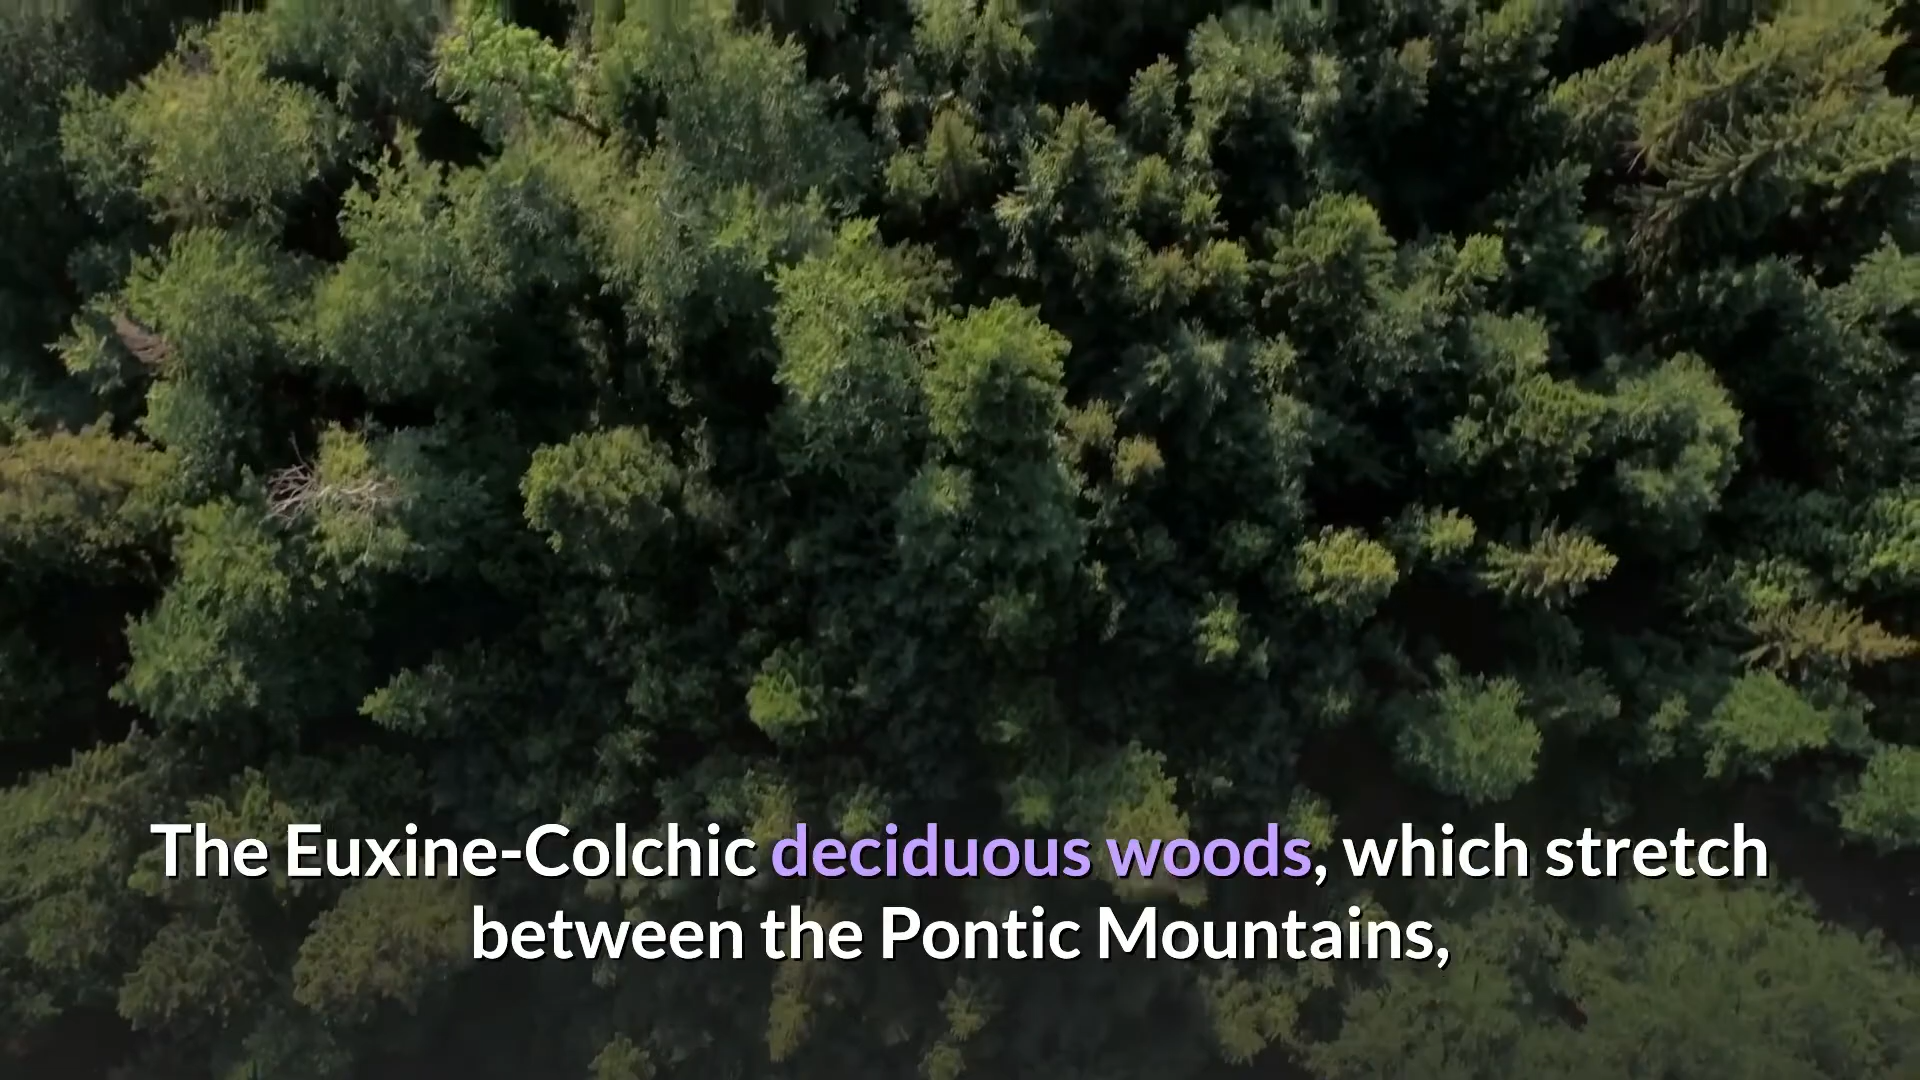 The Euxine-Colchic deciduous woods, which stretch
between the Pontic Mountains,